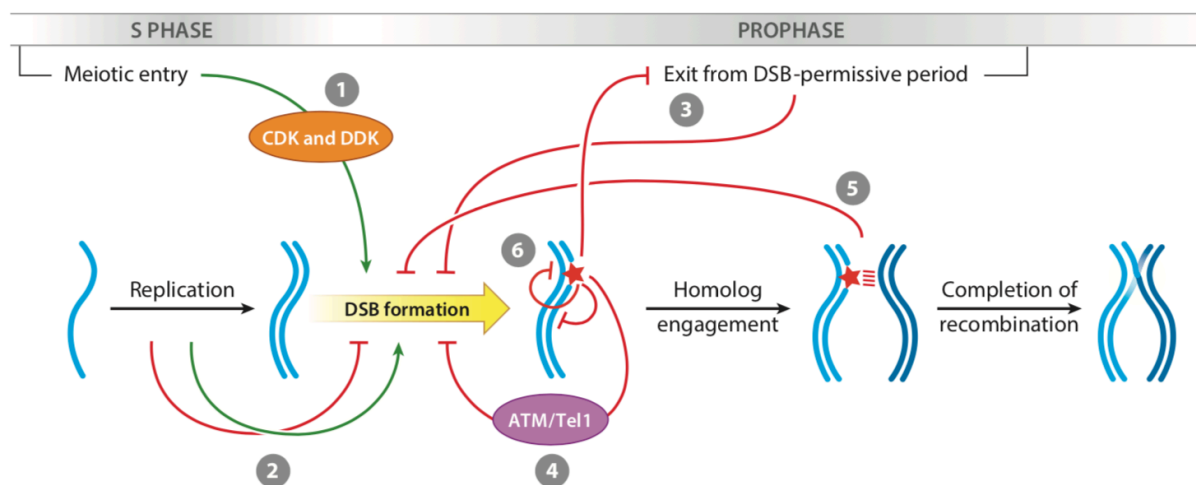 S PHASE
PROPHASE
Meiotic entry
Exit from DSB-permissive period
1
3
CDK and DDK
5
6
Replication
DSB formation
Homolog
engagement
Completion of
recombination
ATM/Tel1
2
4